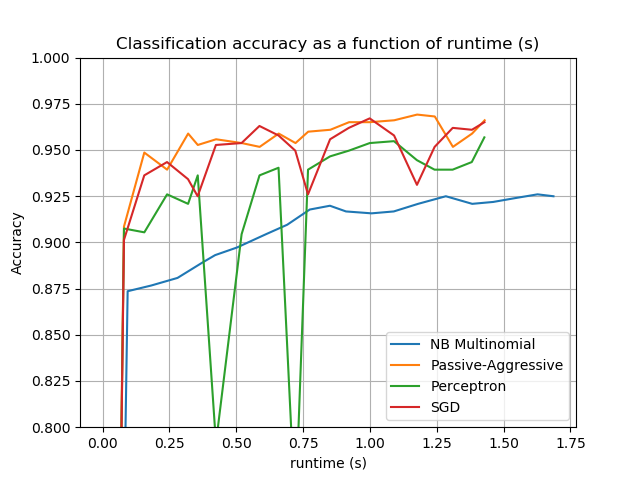 Classification accuracy as a function of runtime (s)
1.000
0.975
0.950
0.925
0.900
0.875
0.850
0.825
0.800
Accuracy
NB Multinomial
Passive-Aggressive
Perceptron
SGD
0.00 0.25 0.50 0.75 1.00 1.25 1.50 1.75
runtime (s)